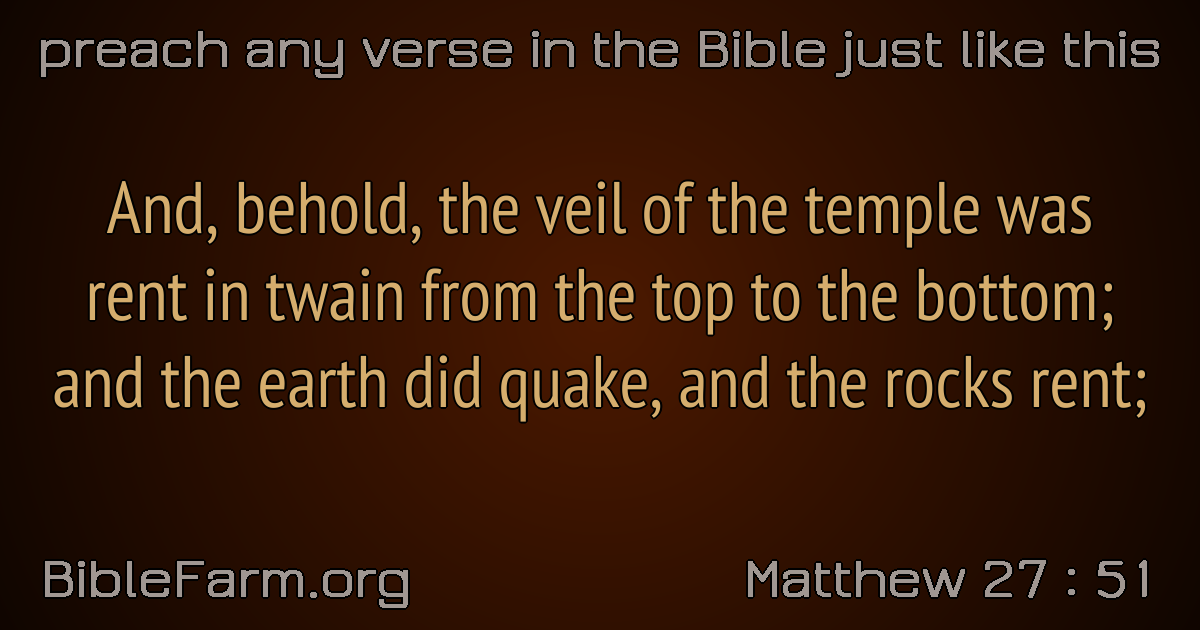 preach any verse in the Bible just like this
And, behold, the veil of the temple was
rent in twain from the top to the bottom;
and the earth did quake, and the rocks rent;
BibleFarm.org
Matthew 27 : 51